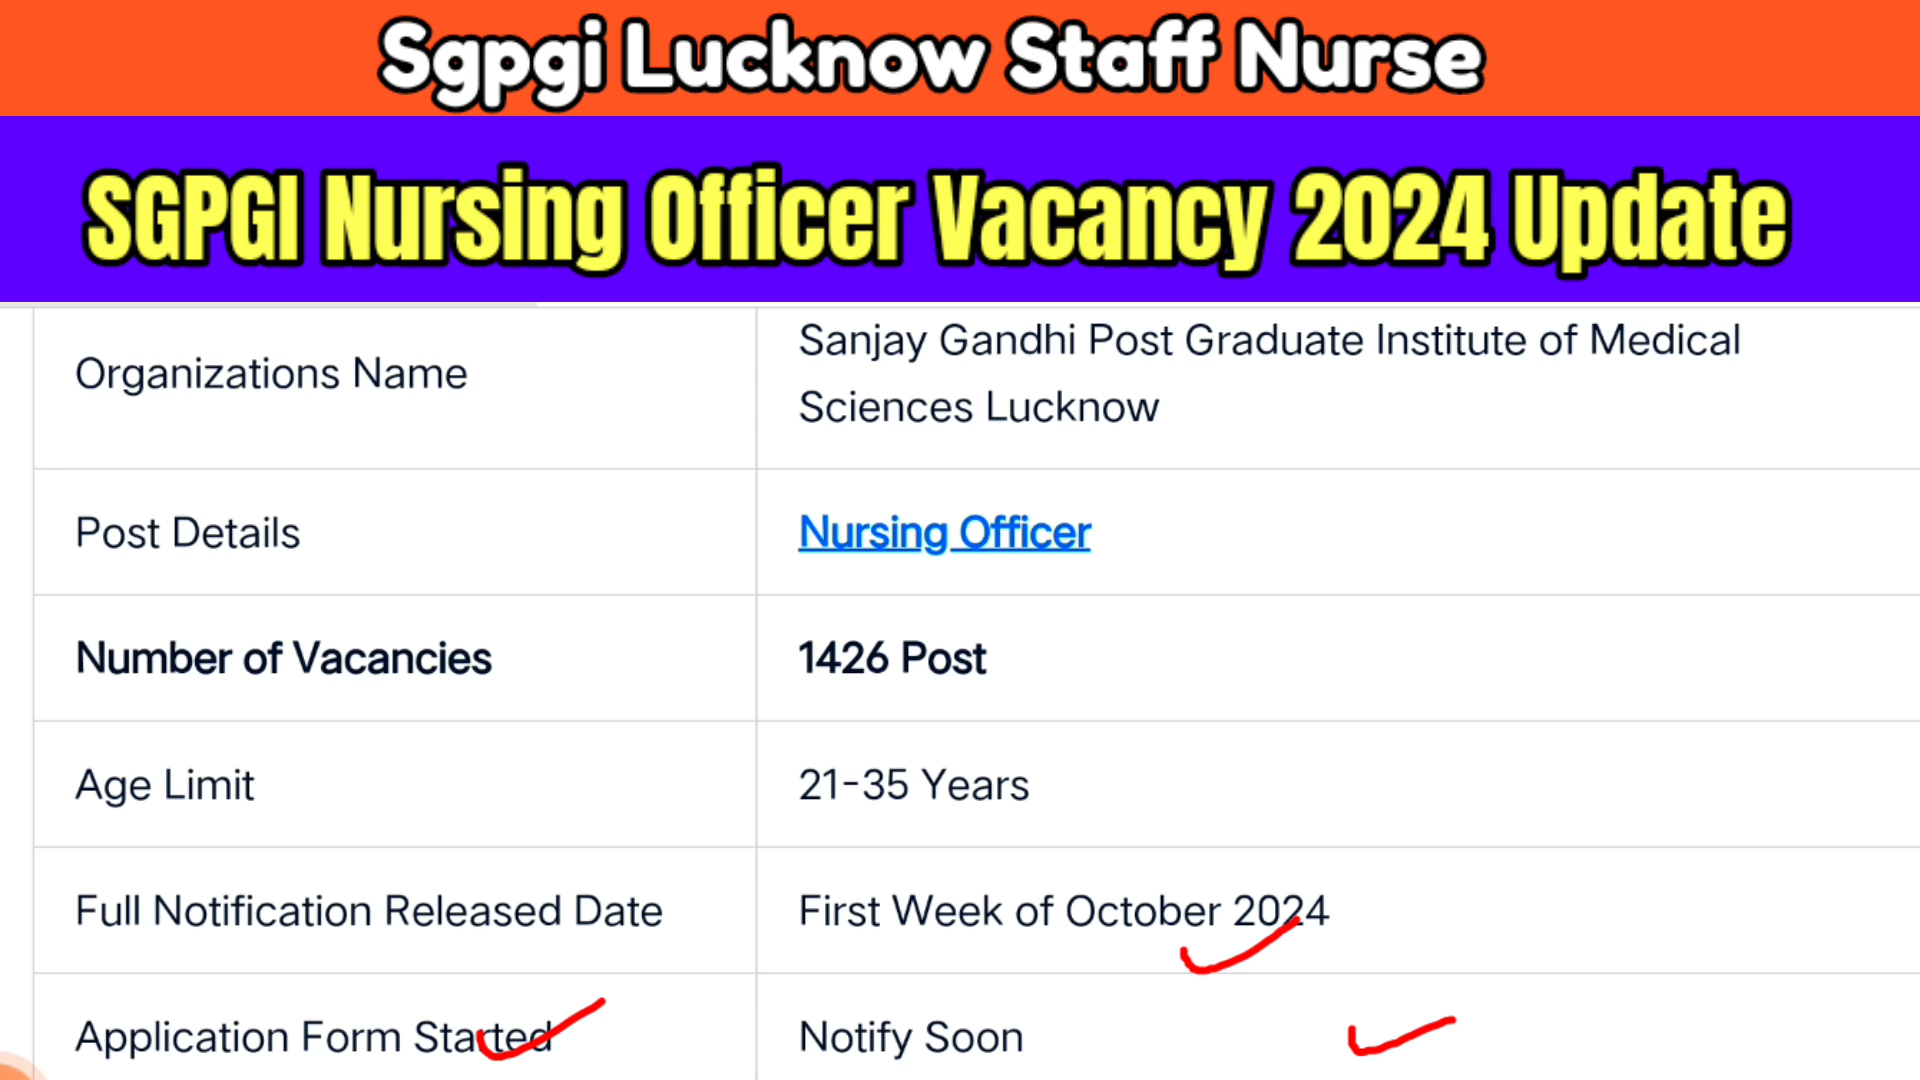 Sgpgi Lucknow Staff Nurse
SGPGI Nursing Officer Vacancy 2024 Update
Organizations Name
Sanjay Gandhi Post Graduate Institute of Medical
Sciences Lucknow
Post Details
Nursing Officer
Number of Vacancies
1426 Post
Age Limit
21-35 Years
Full Notification Released Date
First Week of October 2024
Application Form Started
Notify Soon